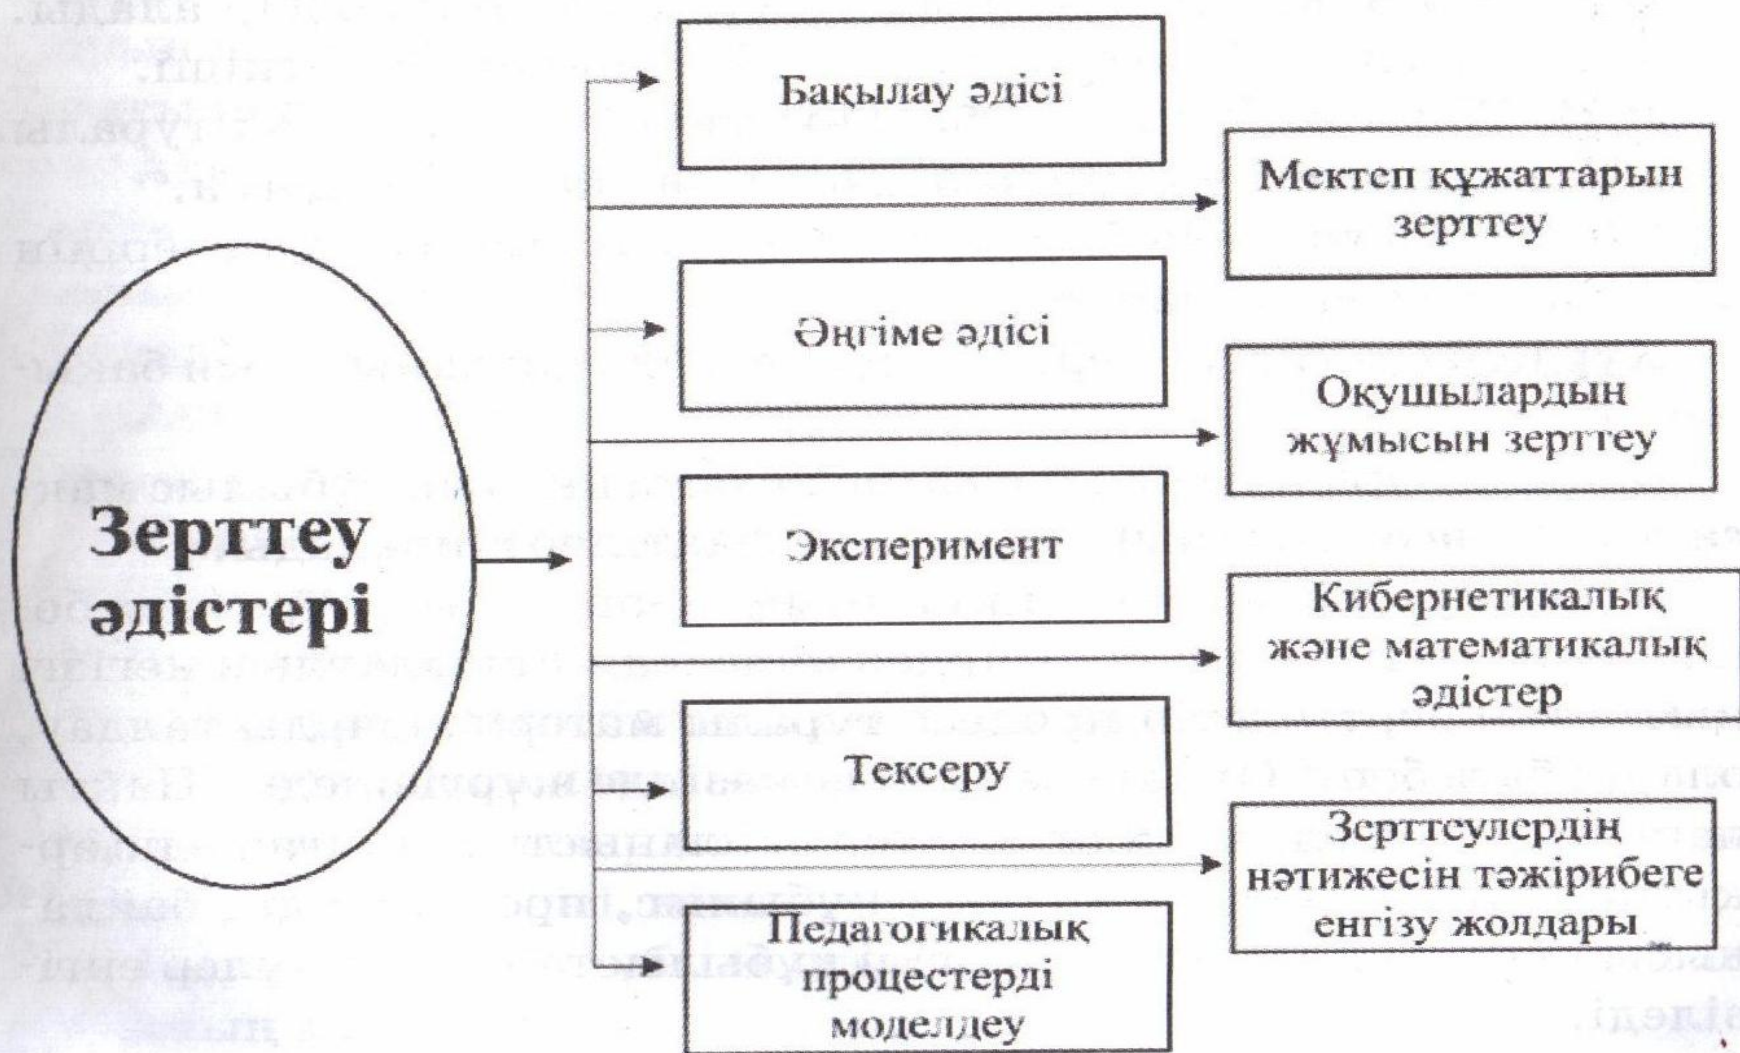 Бақылау әдісі
Мектеп құжаттарын
зерттеу
Әңгіме әдісі
Оқушылардың
жұмысын зерттеу
Зерттеу
әдістері
Эксперимент
Кибернетикалық
және математикалық
әдістер
Тексеру
Зерттеулердің
нәтижесін тәжірибеге
енгізу жолдары
Педагогикалық
процестерді
моделдеу